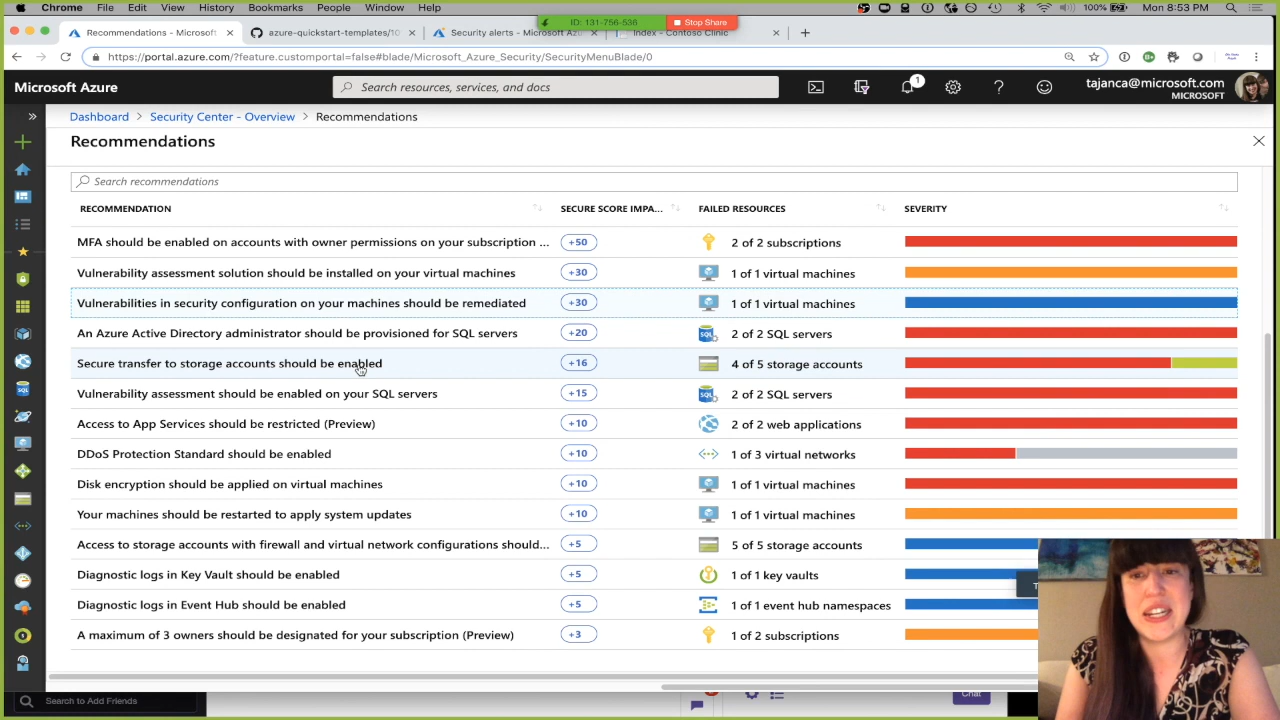 Chrome File Edit View History Bookmarks People Window Help 100% Mon 8:53 PM
ID: 131-756-536 Stop Share
Recommendations - Microsoft azure-quickstart-templates/10 Security alerts - Microsoft Az Index - Contoso Clinic
https://portal.azure.com/?feature.customportal=false#blade/Microsoft_Azure_Security/SecurityMenuBlade/0
Microsoft Azure Search resources, services, and docs 1 tajanca@microsoft.com
MICROSOFT
Dashboard > Security Center - Overview > Recommendations
Recommendations
Search recommendations
RECOMMENDATION SECURE SCORE IMPA... FAILED RESOURCES SEVERITY
MFA should be enabled on accounts with owner permissions on your subscription ... +50 2 of 2 subscriptions
Vulnerability assessment solution should be installed on your virtual machines +30 1 of 1 virtual machines
Vulnerabilities in security configuration on your machines should be remediated +30 1 of 1 virtual machines
An Azure Active Directory administrator should be provisioned for SQL servers +20 2 of 2 SQL servers
Secure transfer to storage accounts should be enabled +16 4 of 5 storage accounts
Vulnerability assessment should be enabled on your SQL servers +15 2 of 2 SQL servers
Access to App Services should be restricted (Preview) +10 2 of 2 web applications
DDoS Protection Standard should be enabled +10 1 of 3 virtual networks
Disk encryption should be applied on virtual machines +10 1 of 1 virtual machines
Your machines should be restarted to apply system updates +10 1 of 1 virtual machines
Access to storage accounts with firewall and virtual network configurations should... +5 5 of 5 storage accounts
Diagnostic logs in Key Vault should be enabled +5 1 of 1 key vaults
Diagnostic logs in Event Hub should be enabled +5 1 of 1 event hub namespaces
A maximum of 3 owners should be designated for your subscription (Preview) +3 1 of 2 subscriptions
Search to Add Friends Chat